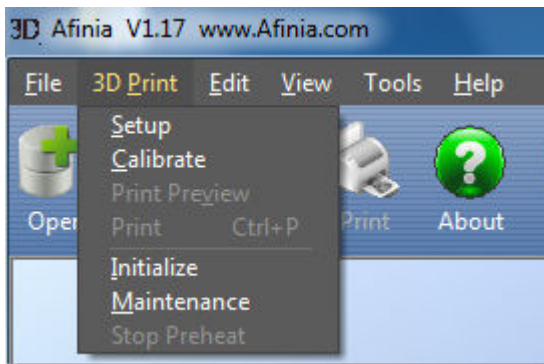 3D Afinia V1.17 www.Afinia.com
File 3D Print Edit View Tools Help
Setup
Calibrate
Print Preview
Print Ctrl+P
Initialize
Maintenance
Stop Preheat
Open Print About